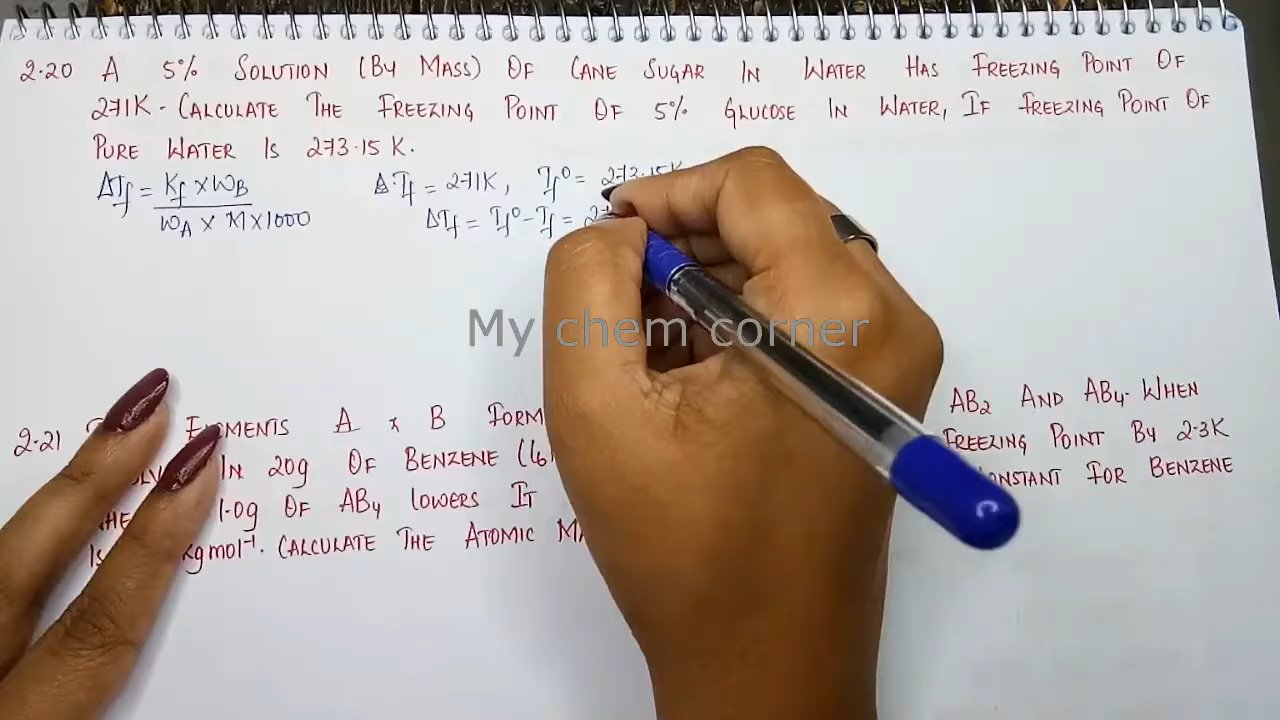 2.20 A 5% SOLUTION (BY MASS) OF CANE SUGAR IN WATER HAS FREEZING POINT OF
271K - CALCULATE THE FREEZING POINT OF 5% GLUCOSE IN WATER, IF FREEZING POINT OF
PURE WATER IS 273.15 K.
ΔTf = Kf × WB / WA × M × 1000
Δ Tf = 271K, Tf° = 273.15K
ΔTf = Tf° - Tf =
My chem corner
2.21 ELEMENTS A & B FORM AB2 AND AB4. WHEN
IN 20g OF BENZENE FREEZING POINT BY 2.3K
1.0g OF AB4 LOWERS IT CONSTANT FOR BENZENE
kg mol⁻¹. CALCULATE THE ATOMIC